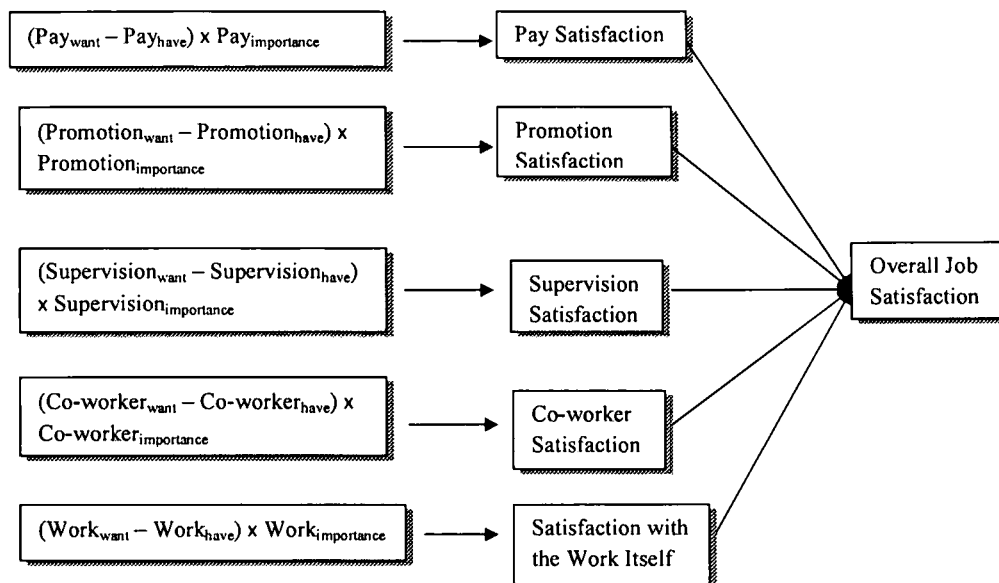 (Pay_want – Pay_have) x Pay_importance
Pay Satisfaction
(Promotion_want – Promotion_have) x
Promotion_importance
Promotion
Satisfaction
(Supervision_want – Supervision_have)
x Supervision_importance
Supervision
Satisfaction
Overall Job
Satisfaction
(Co-worker_want – Co-worker_have) x
Co-worker_importance
Co-worker
Satisfaction
(Work_want – Work_have) x Work_importance
Satisfaction with
the Work Itself